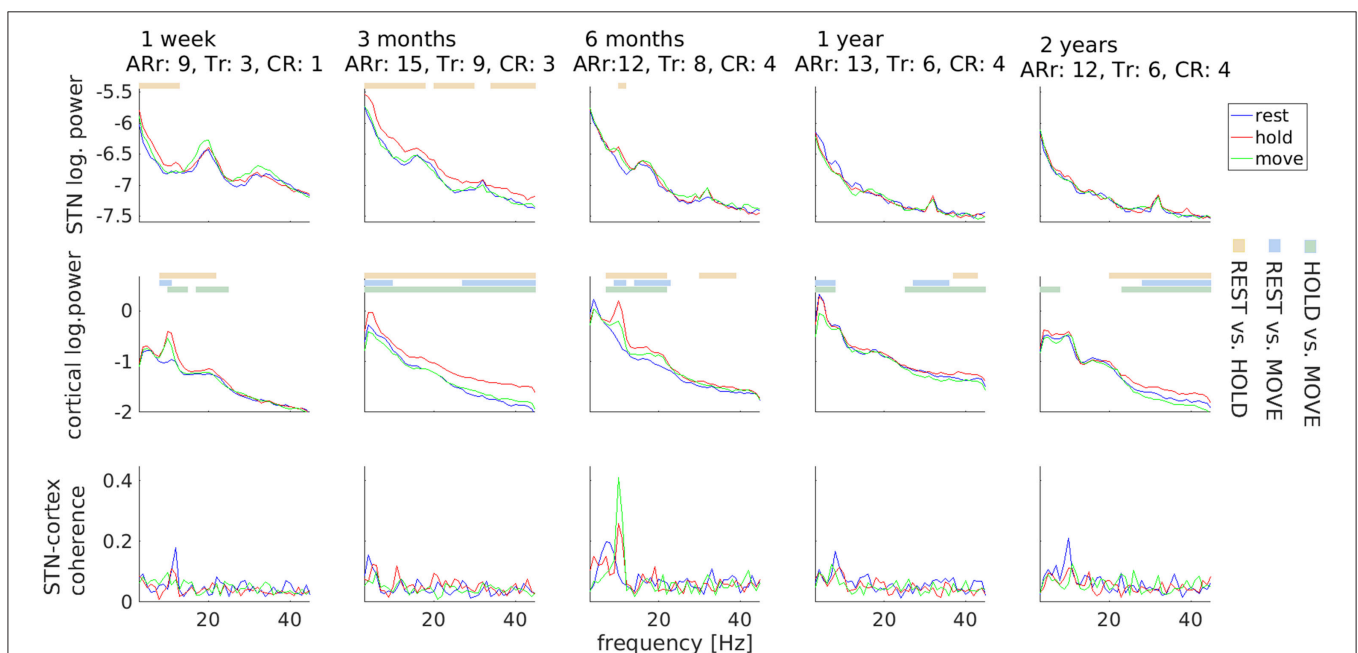 1 week
ARr: 9, Tr: 3, CR: 1
3 months
ARr: 15, Tr: 9, CR: 3
6 months
ARr:12, Tr: 8, CR: 4
1 year
ARr: 13, Tr: 6, CR: 4
2 years
ARr: 12, Tr: 6, CR: 4
STN log. power
-5.5
-6
-6.5
-7
-7.5
rest
hold
move
cortical log.power
0
-1
-2
REST vs. HOLD
REST vs. MOVE
HOLD vs. MOVE
STN-cortex
coherence
0.4
0.2
0
20 40
20 40
20 40
20 40
20 40
frequency [Hz]